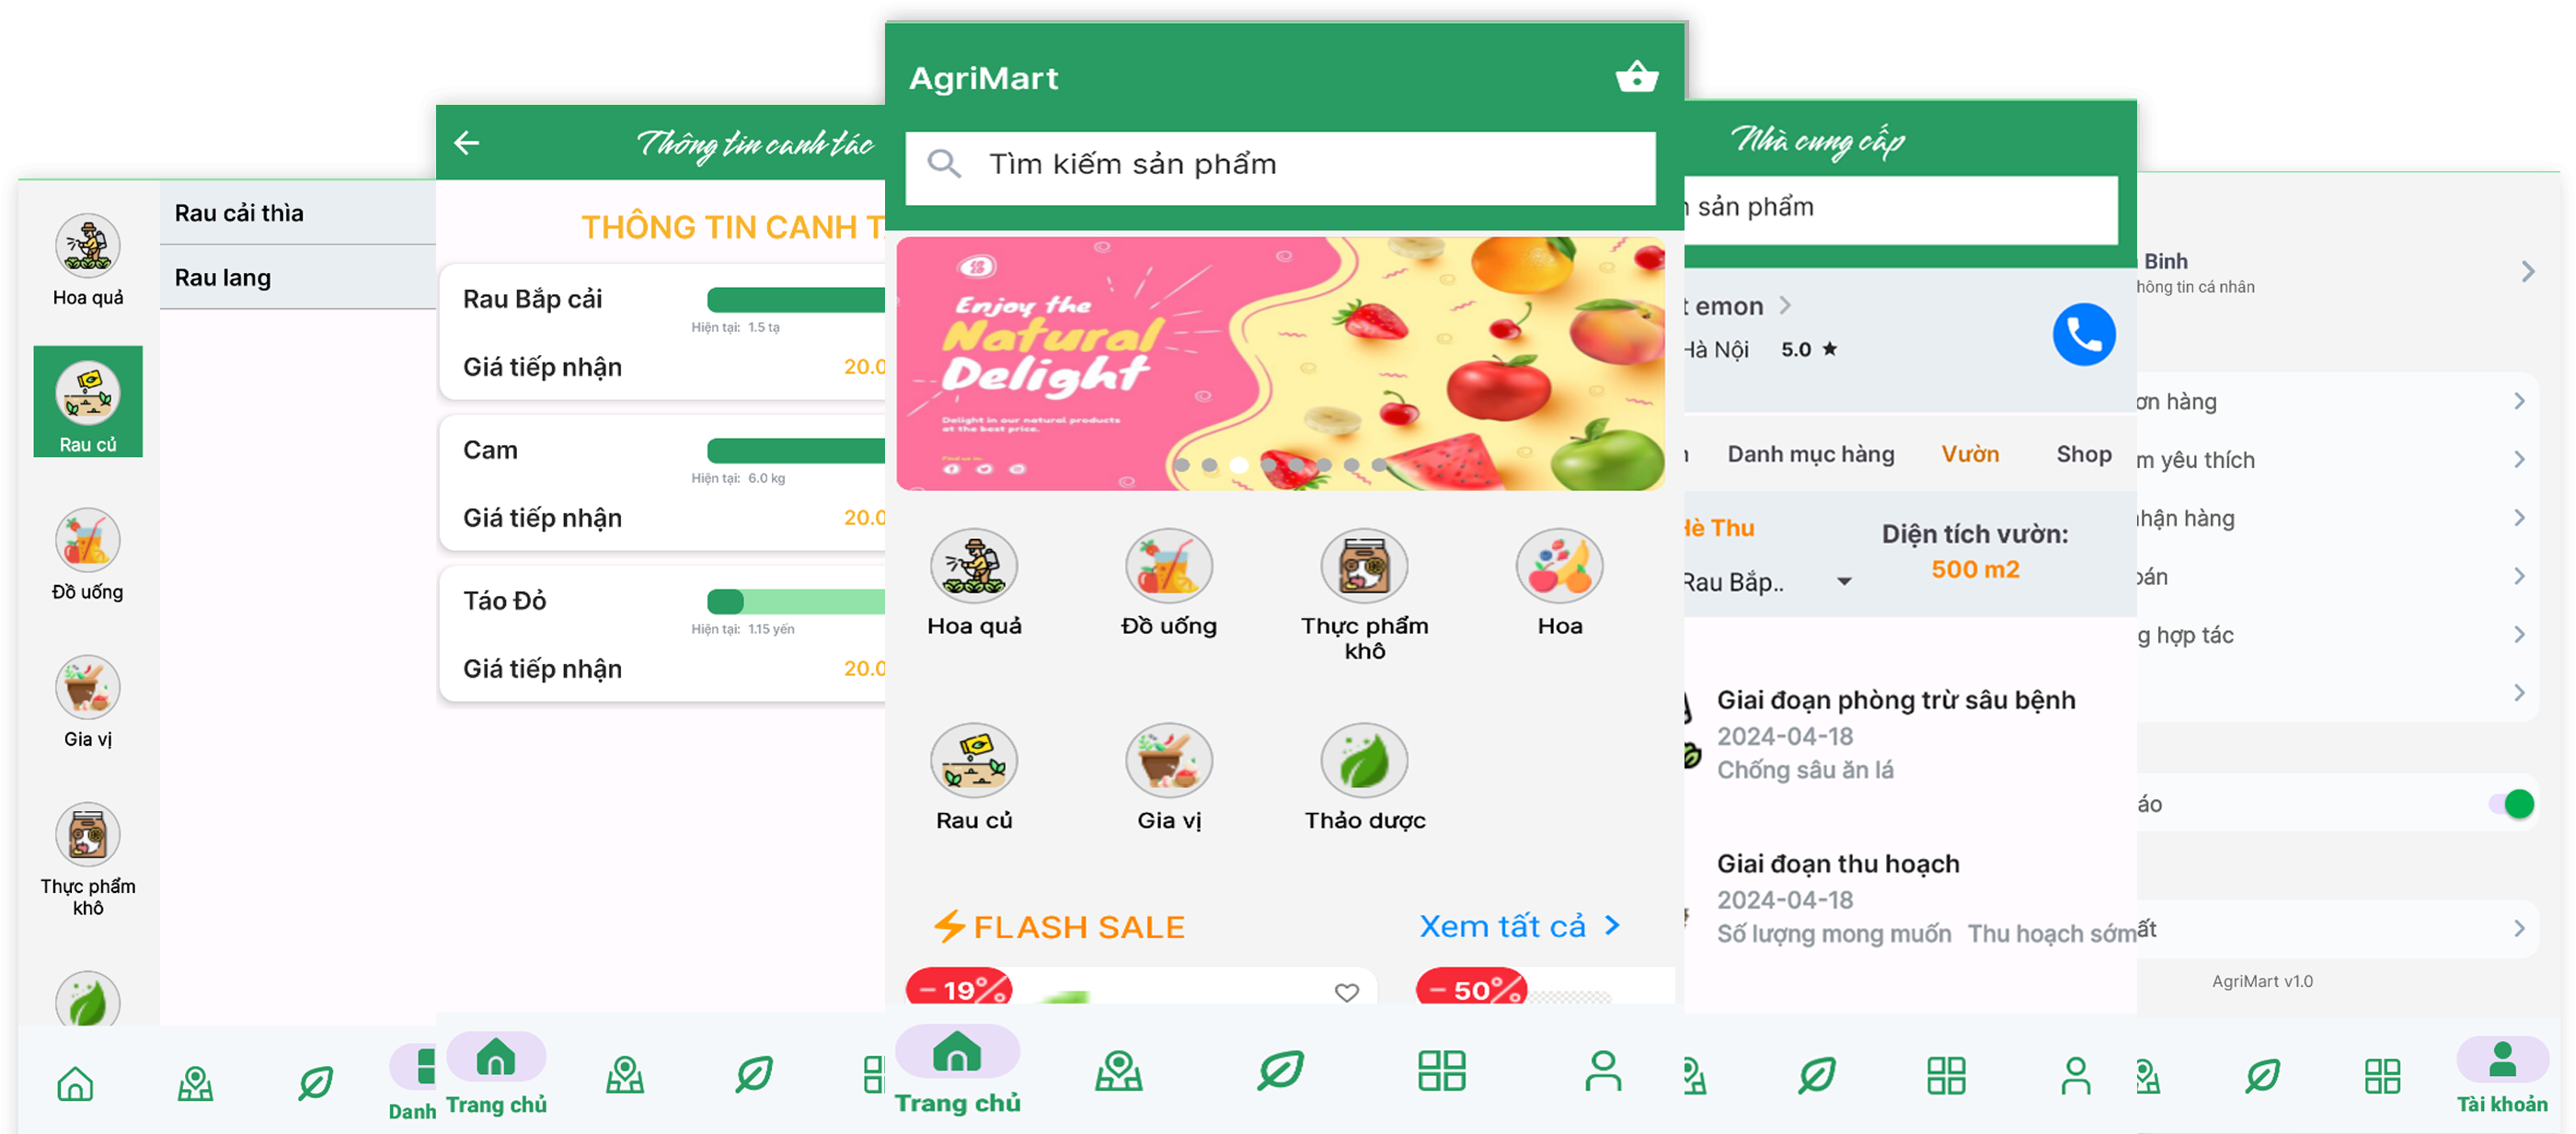 Hoa quả
Rau củ
Đồ uống
Gia vị
Thực phẩm
khô
Rau cải thìa
Rau lang
Danh
Thông tin canh tác
THÔNG TIN CANH T
Rau Bắp cải
Hiện tại: 1.5 tạ
Giá tiếp nhận
20.0
Cam
Hiện tại: 6.0 kg
Giá tiếp nhận
20.0
Táo Đỏ
Hiện tại: 1.15 yến
Giá tiếp nhận
20.0
Trang chủ
AgriMart
Tìm kiếm sản phẩm
Enjoy the
Natural
Delight
Delight in our natural products
at the best price.
Find us in:
Hoa quả
Đồ uống
Thực phẩm
khô
Hoa
Rau củ
Gia vị
Thảo dược
FLASH SALE
Xem tất cả >
- 19%
- 50%
Trang chủ
Nhà cung cấp
sản phẩm
t emon
Hà Nội 5.0 ★
Danh mục hàng
Vườn
Shop
Hè Thu
Rau Bắp..
Diện tích vườn:
500 m2
Giai đoạn phòng trừ sâu bệnh
2024-04-18
Chống sâu ăn lá
Giai đoạn thu hoạch
2024-04-18
Số lượng mong muốn Thu hoạch sớm
Binh
hông tin cá nhân
ơn hàng
m yêu thích
hận hàng
oán
g hợp tác
áo
ất
AgriMart v1.0
Tài khoản